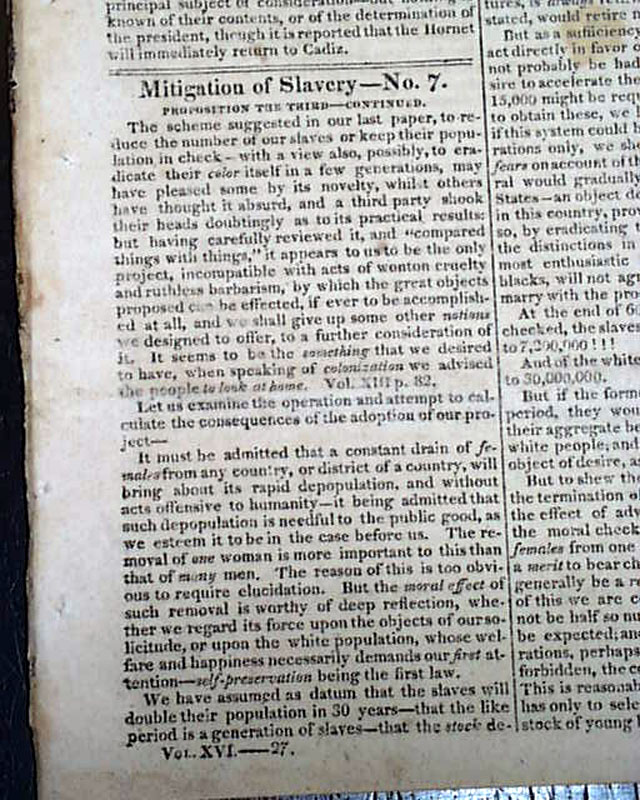 principal subject of consideration—but nothing
known of their contents, or of the determination of
the president, though it is reported that the Hornet
will immediately return to Cadiz.
Mitigation of Slavery—No. 7.
PROPOSITION THE THIRD—CONTINUED.
The scheme suggested in our last paper, to re-
duce the number of our slaves or keep their popu-
lation in check—with a view also, possibly, to era-
dicate their color itself in a few generations, may
have pleased some by its novelty, whilst others
have thought it absurd, and a third party shook
their heads doubtingly as to its practical results:
but having carefully reviewed it, and "compared
things with things," it appears to us to be the only
project, incompatible with acts of wonton cruelty
and ruthless barbarism, by which the great objects
proposed can be effected, if ever to be accomplish-
ed at all, and we shall give up some other notions
we designed to offer, to a further consideration of
it. It seems to be the something that we desired
to have, when speaking of colonization we advised
the people to look at home. Vol. XIII p. 82.
Let us examine the operation and attempt to cal-
culate the consequences of the adoption of our pro-
ject—
It must be admitted that a constant drain of fe-
males from any country, or district of a country, will
bring about its rapid depopulation, and without
acts offensive to humanity—it being admitted that
such depopulation is needful to the public good, as
we esteem it to be in the case before us. The re-
moval of one woman is more important to this than
that of many men. The reason of this is too obvi-
ous to require elucidation. But the moral effect of
such removal is worthy of deep reflection, whe-
ther we regard its force upon the objects of our so-
licitude, or upon the white population, whose wel-
fare and happiness necessarily demands our first at-
tention—self-preservation being the first law.
We have assumed as datum that the slaves will
double their population in 30 years—that the like
period is a generation of slaves—that the stock de-
VOL. XVI.——27.
stated, would retire
But as a sufficiency
act directly in favor o
not probably be had
sire to accelerate the
15,000 might be requ
to obtain these, we
if this system could
rations only, we sho
fears on account of th
ral would gradually
States—an object d
in this country, pro
so, by eradicating t
the distinctions in
most enthusiastic
blacks, will not ag
marry with the pro
At the end of 6
checked, the slaves
to 7,200,000!!!
And of the white
to 30,000,000.
But if the form
period, they wou
their aggregate be
white people, and
object of desire, a
But to shew the
the termination o
the effect of adv
the moral check
females from one
a merit to bear ch
generally be a r
of this we are c
not be half so nu
be expected; and
rations, perhaps
forbidden, the c
This is reasonab
has only to sele
stock of young